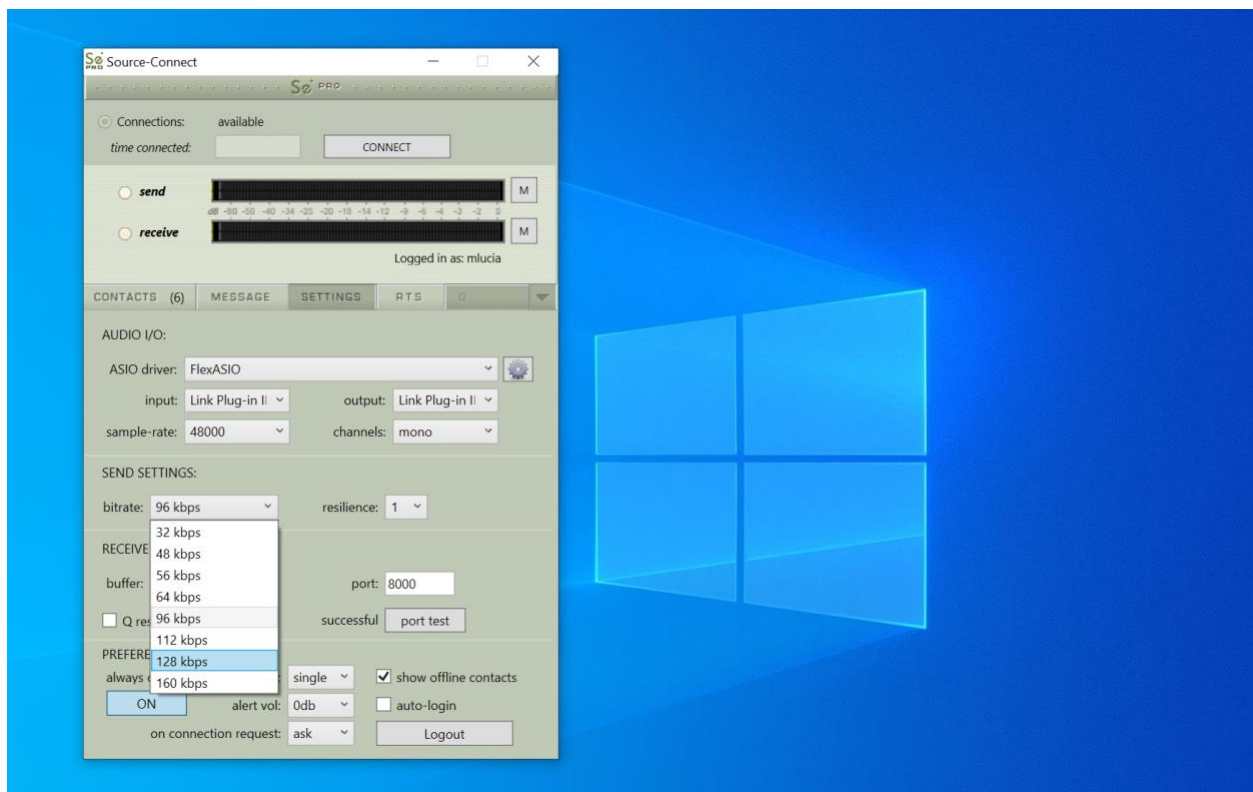 Source-Connect
PRO
Connections: available
time connected: CONNECT
send M
dB -60 -50 -40 -34 -25 -20 -16 -14 -12 -9 -6 -4 -3 -2 0
receive M
Logged in as: mlucia
CONTACTS (6) MESSAGE SETTINGS RTS Q
AUDIO I/O:
ASIO driver: FlexASIO
input: Link Plug-in output: Link Plug-in
sample-rate: 48000 channels: mono
SEND SETTINGS:
bitrate: 96 kbps resilience: 1
32 kbps
RECEIVE 48 kbps
buffer: 56 kbps port: 8000
64 kbps
Q res 96 kbps successful port test
112 kbps
PREFERE 128 kbps
always 160 kbps single show offline contacts
ON alert vol: 0db auto-login
on connection request: ask Logout